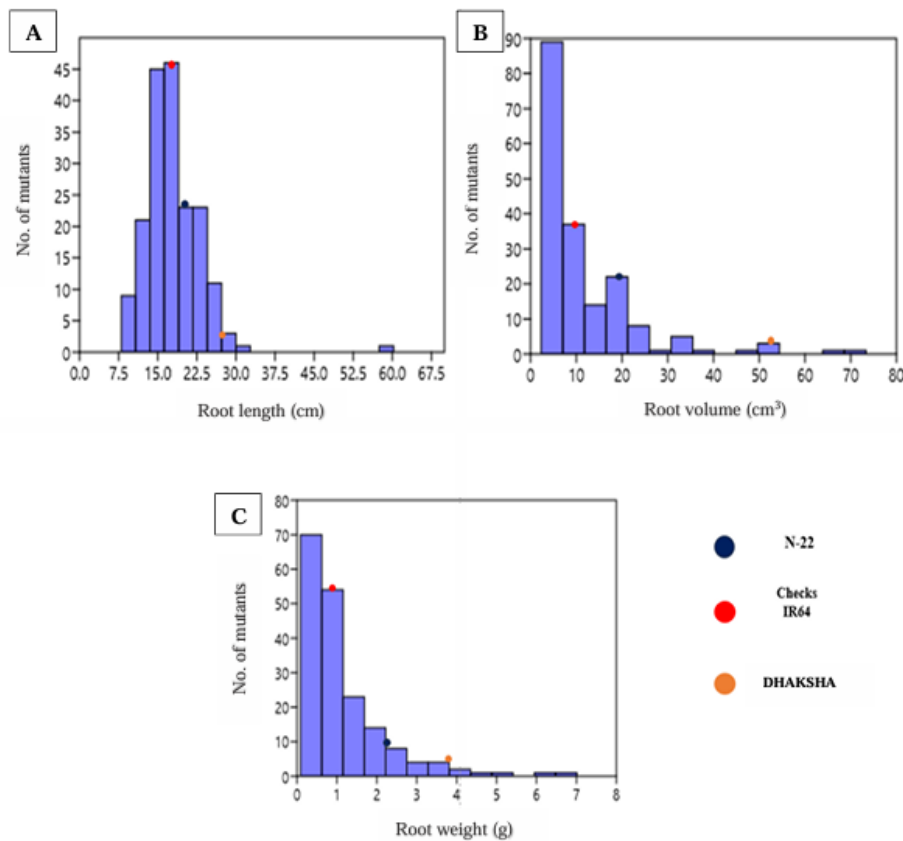 A
No. of mutants
45
40
35
30
25
20
15
10
5
0
0.0 7.5 15.0 22.5 30.0 37.5 45.0 52.5 60.0 67.5
Root length (cm)
B
No. of mutants
90
80
70
60
50
40
30
20
10
0
0 10 20 30 40 50 60 70 80
Root volume (cm³)
C
No. of mutants
80
70
60
50
40
30
20
10
0
0 1 2 3 4 5 6 7 8
Root weight (g)
N-22
Checks
IR64
DHAKSHA